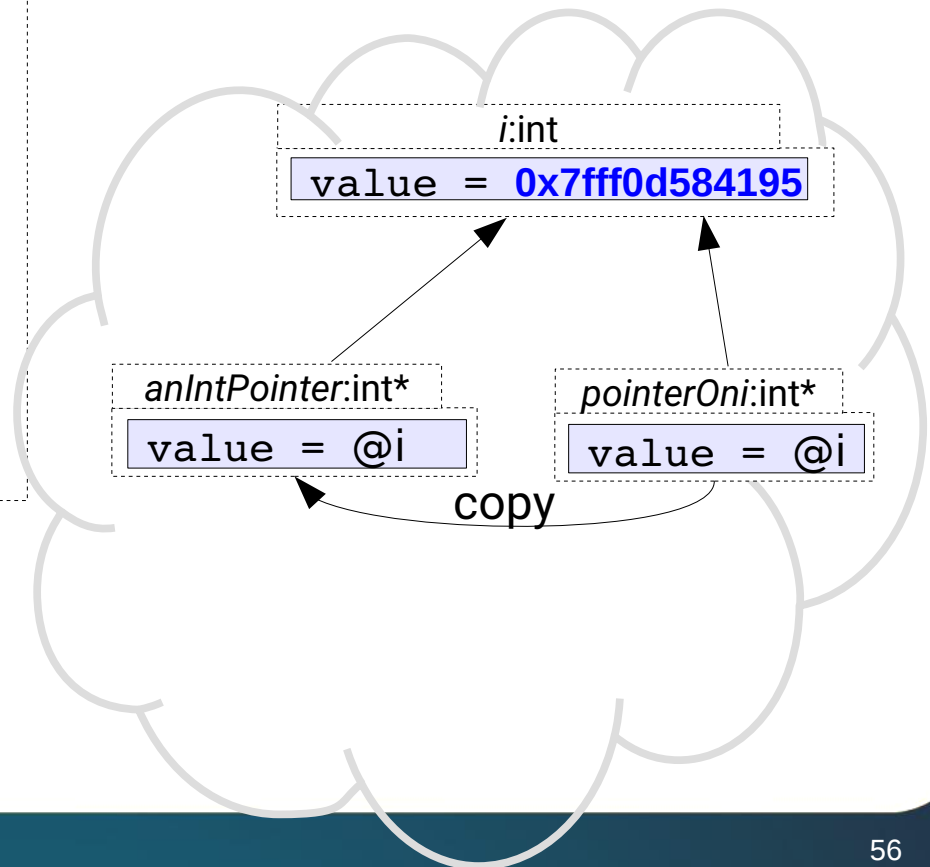 i:int
value = 0x7fff0d584195
anIntPointer:int*
value = @i
pointerOni:int*
value = @i
copy
56